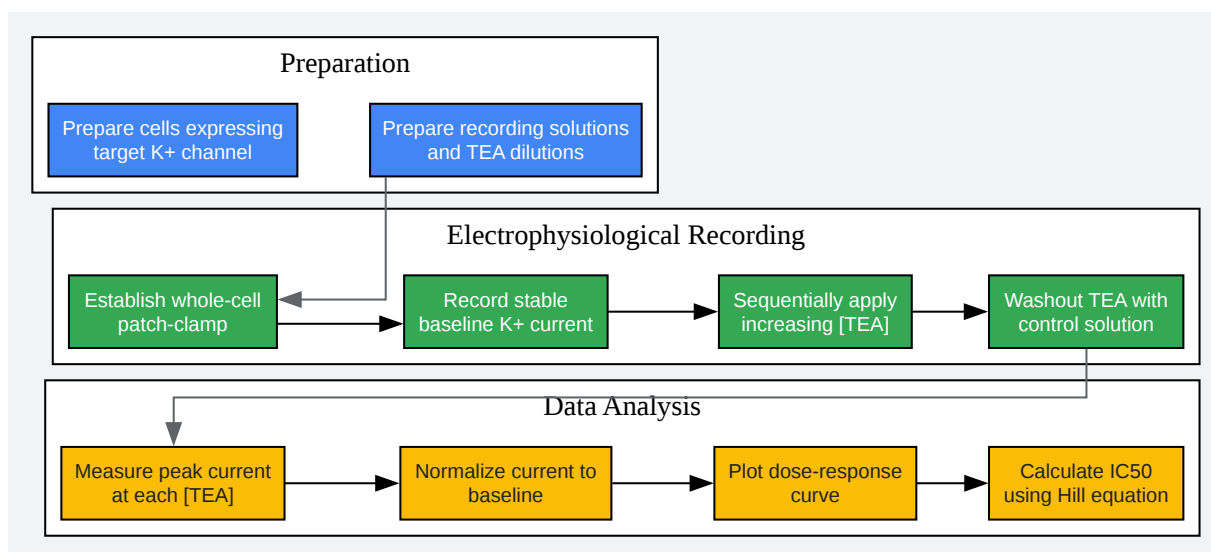 Preparation
Prepare cells expressing
target K+ channel
Prepare recording solutions
and TEA dilutions
Electrophysiological Recording
Establish whole-cell
patch-clamp
Record stable
baseline K+ current
Sequentially apply
increasing [TEA]
Washout TEA with
control solution
Data Analysis
Measure peak current
at each [TEA]
Normalize current to
baseline
Plot dose-response
curve
Calculate IC50
using Hill equation